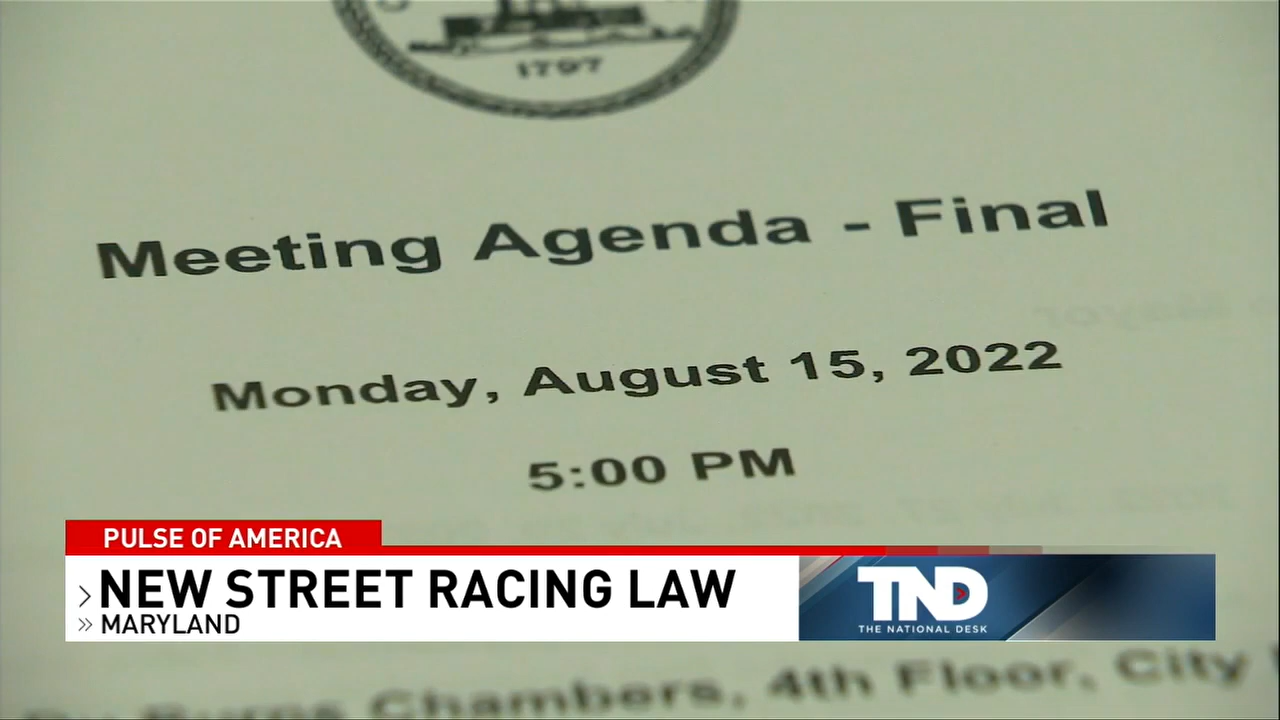 1797
Meeting Agenda - Final
Monday, August 15, 2022
5:00 PM
PULSE OF AMERICA
NEW STREET RACING LAW
MARYLAND
TND
THE NATIONAL DESK
Burns Chambers, 4th Floor, City